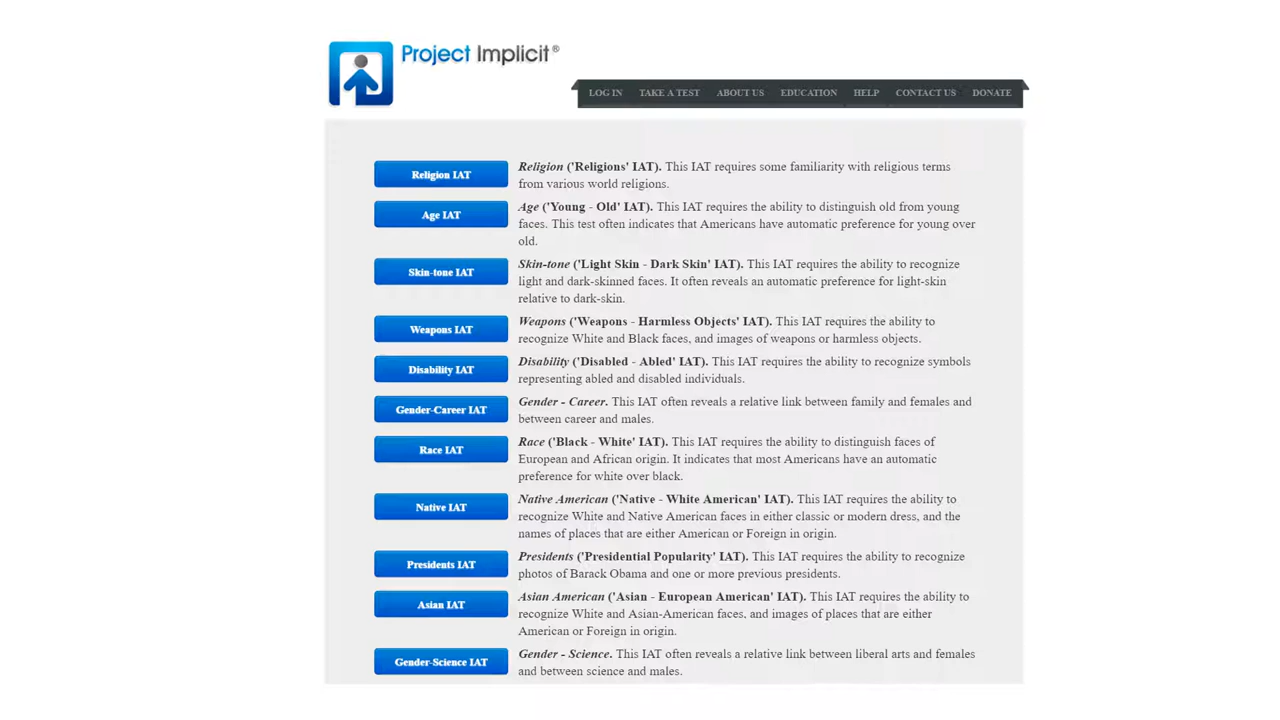 Project Implicit®
LOG IN TAKE A TEST ABOUT US EDUCATION HELP CONTACT US DONATE
Religion IAT
Religion ('Religions' IAT). This IAT requires some familiarity with religious terms
from various world religions.
Age IAT
Age ('Young - Old' IAT). This IAT requires the ability to distinguish old from young
faces. This test often indicates that Americans have automatic preference for young over
old.
Skin-tone IAT
Skin-tone ('Light Skin - Dark Skin' IAT). This IAT requires the ability to recognize
light and dark-skinned faces. It often reveals an automatic preference for light-skin
relative to dark-skin.
Weapons IAT
Weapons ('Weapons - Harmless Objects' IAT). This IAT requires the ability to
recognize White and Black faces, and images of weapons or harmless objects.
Disability IAT
Disability ('Disabled - Abled' IAT). This IAT requires the ability to recognize symbols
representing abled and disabled individuals.
Gender-Career IAT
Gender - Career. This IAT often reveals a relative link between family and females and
between career and males.
Race IAT
Race ('Black - White' IAT). This IAT requires the ability to distinguish faces of
European and African origin. It indicates that most Americans have an automatic
preference for white over black.
Native IAT
Native American ('Native - White American' IAT). This IAT requires the ability to
recognize White and Native American faces in either classic or modern dress, and the
names of places that are either American or Foreign in origin.
Presidents IAT
Presidents ('Presidential Popularity' IAT). This IAT requires the ability to recognize
photos of Barack Obama and one or more previous presidents.
Asian IAT
Asian American ('Asian - European American' IAT). This IAT requires the ability to
recognize White and Asian-American faces, and images of places that are either
American or Foreign in origin.
Gender-Science IAT
Gender - Science. This IAT often reveals a relative link between liberal arts and females
and between science and males.